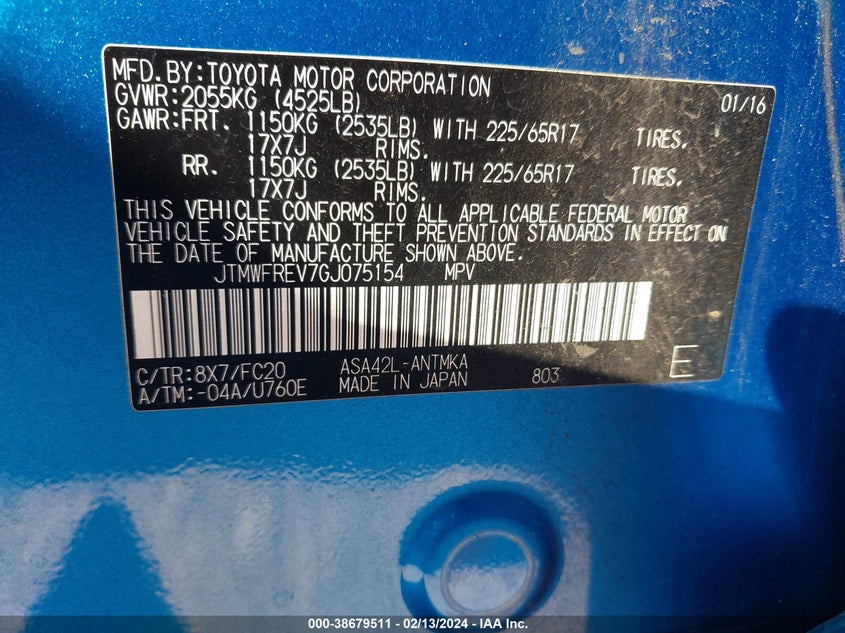 MFD.BY:TOYOTA MOTOR CORPORATION 01/16
GVWR:2055KG (4525LB)
GAWR:FRT. 1150KG (2535LB) WITH 225/65R17 TIRES.
17X7J RIMS.
RR. 1150KG (2535LB) WITH 225/65R17 TIRES.
17X7J RIMS.
THIS VEHICLE CONFORMS TO ALL APPLICABLE FEDERAL MOTOR
VEHICLE SAFETY AND THEFT PREVENTION STANDARDS IN EFFECT ON
THE DATE OF MANUFACTURE SHOWN ABOVE.
JTMWFREV7GJ075154 MPV
C/TR:8X7/FC20 ASA42L-ANTMKA
A/TM:-04A/U760E MADE IN JAPAN 803 E
000-38679511 - 02/13/2024 - IAA Inc.